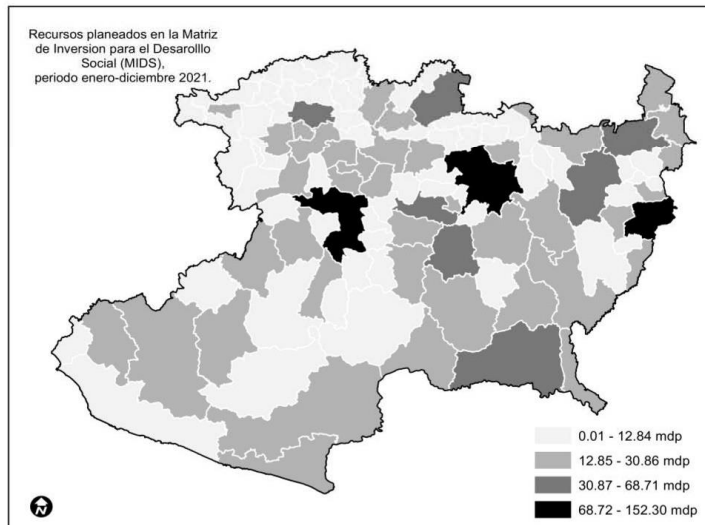 Recursos planeados en la Matriz
de Inversion para el Desarolllo
Social (MIDS),
periodo enero-diciembre 2021.
0.01 - 12.84 mdp
12.85 - 30.86 mdp
30.87 - 68.71 mdp
68.72 - 152.30 mdp
N